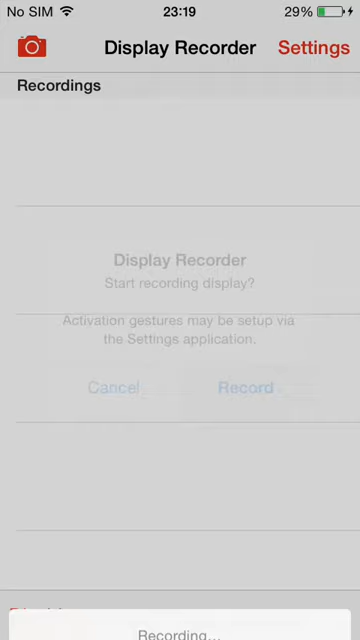 No SIM 23:19 29%
Display Recorder Settings
Recordings
Display Recorder
Start recording display?
Activation gestures may be setup via
the Settings application.
Cancel Record
Recording...